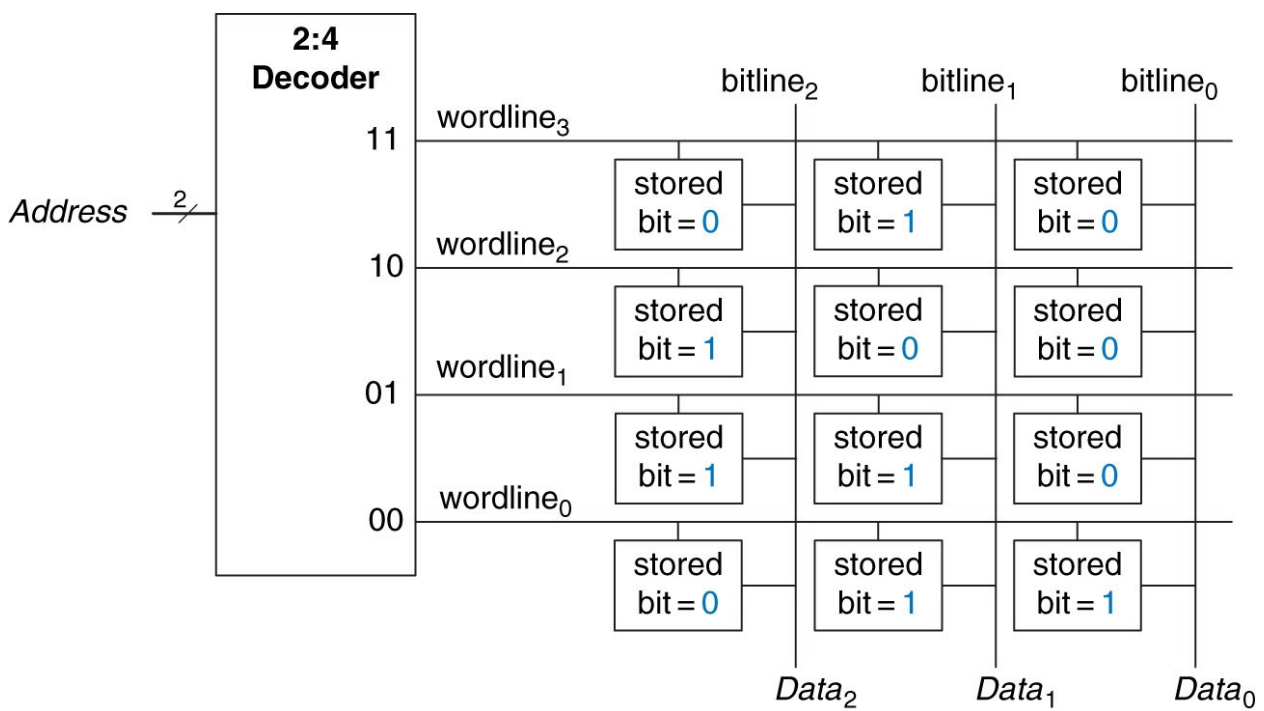 2:4
Decoder
bitline₂ bitline₁ bitline₀
wordline₃
11
stored stored stored
bit = 0 bit = 1 bit = 0
Address 2
wordline₂
10
stored stored stored
bit = 1 bit = 0 bit = 0
wordline₁
01
stored stored stored
bit = 1 bit = 1 bit = 0
wordline₀
00
stored stored stored
bit = 0 bit = 1 bit = 1
Data₂ Data₁ Data₀